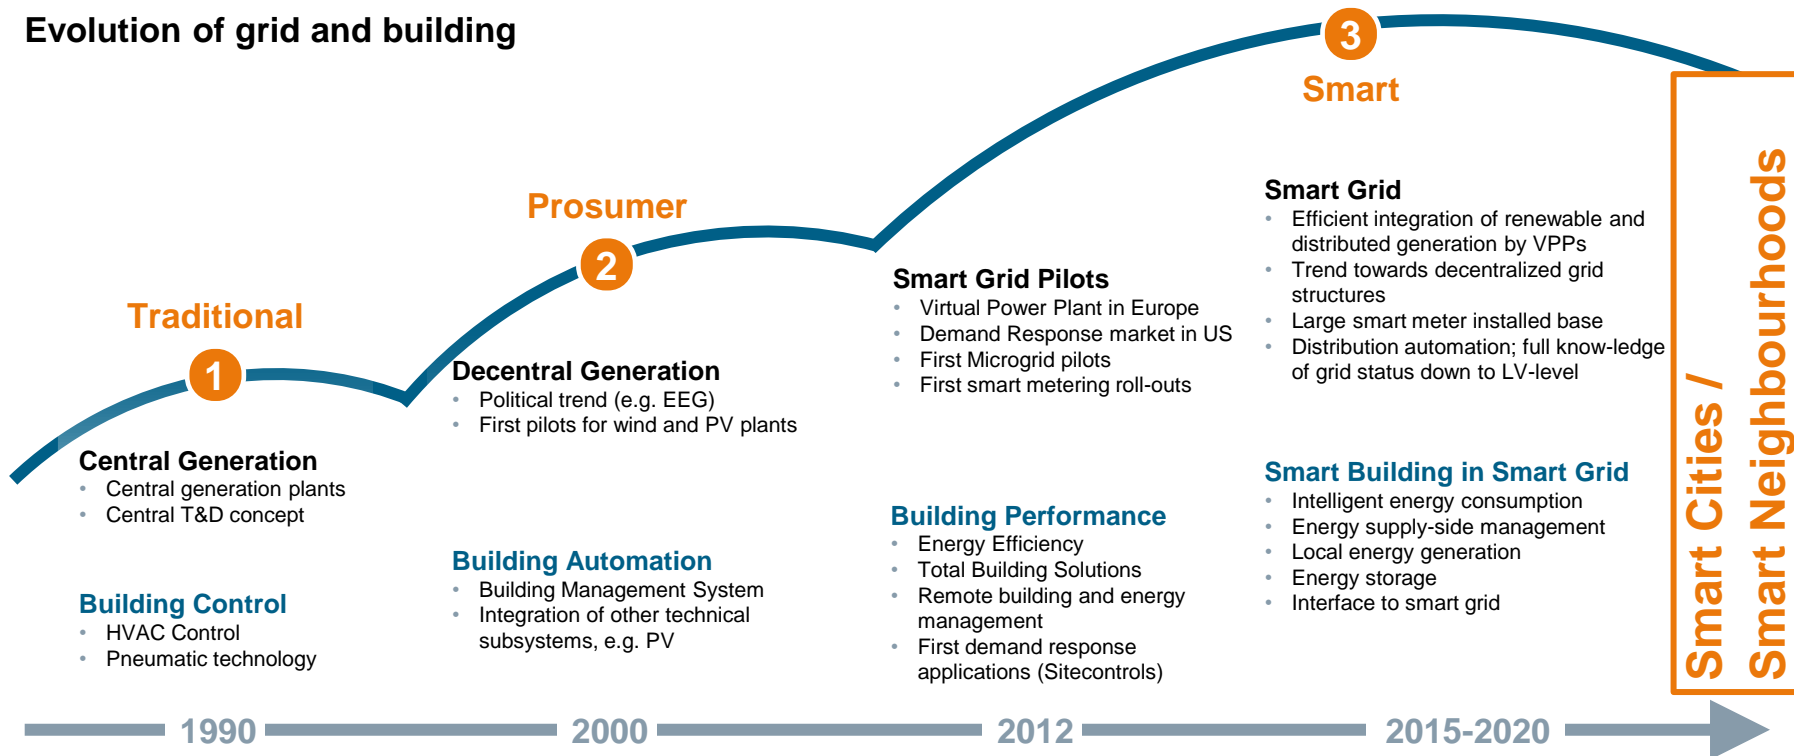 Evolution of grid and building
1
Traditional
Central Generation
• Central generation plants
• Central T&D concept
Building Control
• HVAC Control
• Pneumatic technology
2
Prosumer
Decentral Generation
• Political trend (e.g. EEG)
• First pilots for wind and PV plants
Building Automation
• Building Management System
• Integration of other technical
subsystems, e.g. PV
Smart Grid Pilots
• Virtual Power Plant in Europe
• Demand Response market in US
• First Microgrid pilots
• First smart metering roll-outs
Building Performance
• Energy Efficiency
• Total Building Solutions
• Remote building and energy
management
• First demand response
applications (Sitecontrols)
3
Smart
Smart Grid
• Efficient integration of renewable and
distributed generation by VPPs
• Trend towards decentralized grid
structures
• Large smart meter installed base
• Distribution automation; full know-ledge
of grid status down to LV-level
Smart Building in Smart Grid
• Intelligent energy consumption
• Energy supply-side management
• Local energy generation
• Energy storage
• Interface to smart grid
Smart Cities /
Smart Neighbourhoods
1990
2000
2012
2015-2020